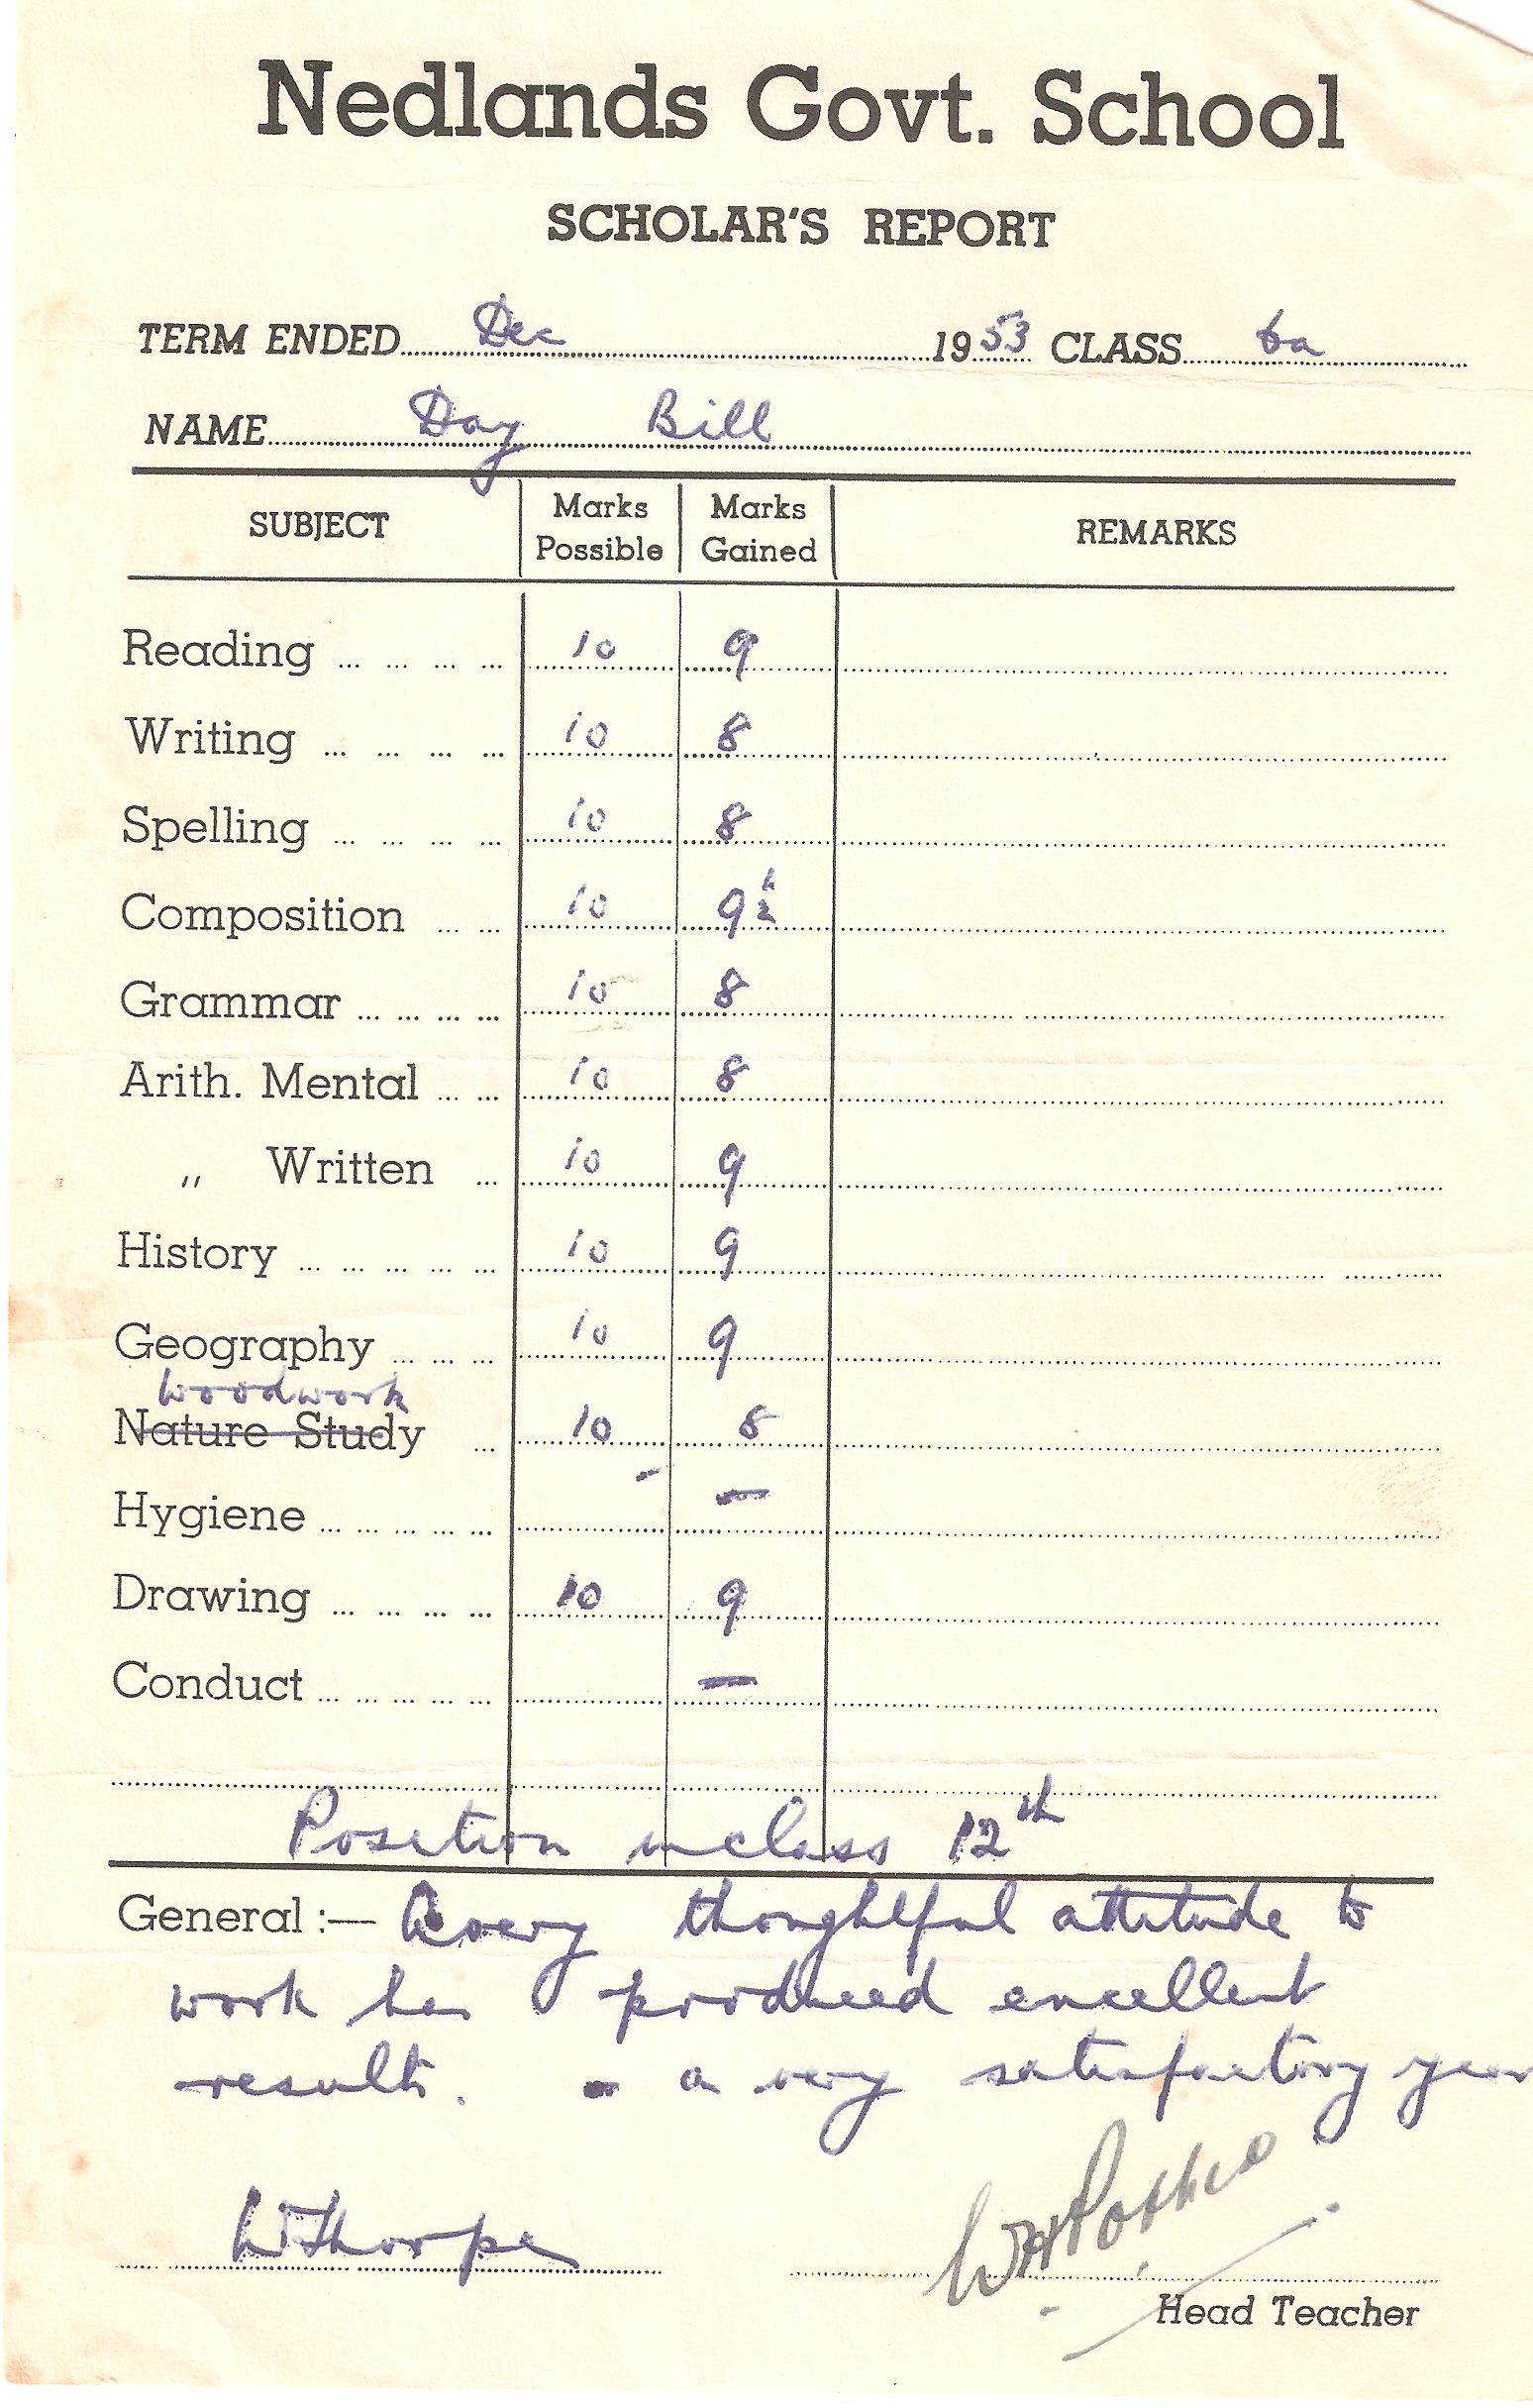 Nedlands Govt. School
SCHOLAR'S REPORT
TERM ENDED Dec 1953 CLASS 6a
NAME Day Bill
SUBJECT Marks Possible Marks Gained REMARKS
Reading 10 9
Writing 10 8
Spelling 10 8
Composition 10 9½
Grammar 10 8
Arith. Mental 10 8
„ Written 10 9
History 10 9
Geography 10 9
Woodwork
Nature Study 10 8
Hygiene - —
Drawing 10 9
Conduct —
Position in class 12th
General :— A very thoughtful attitude to
work has produced excellent
results. - a very satisfactory year
WThorpe
Head Teacher